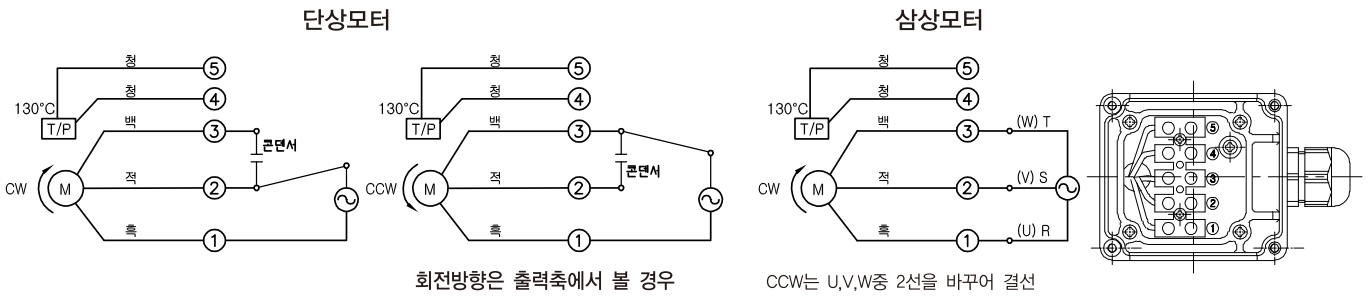 단상모터
삼상모터
청 ⑤
청 ④
130°C
T/P
백 ③
콘덴서
CW
M
적 ②
흑 ①
청 ⑤
청 ④
130°C
T/P
백 ③
콘덴서
CCW
M
적 ②
흑 ①
청 ⑤
청 ④
130°C
T/P
백 ③ (W) T
CW
M
적 ② (V) S
흑 ① (U) R
⑤
④
③
②
①
회전방향은 출력축에서 볼 경우
CCW는 U,V,W중 2선을 바꾸어 결선